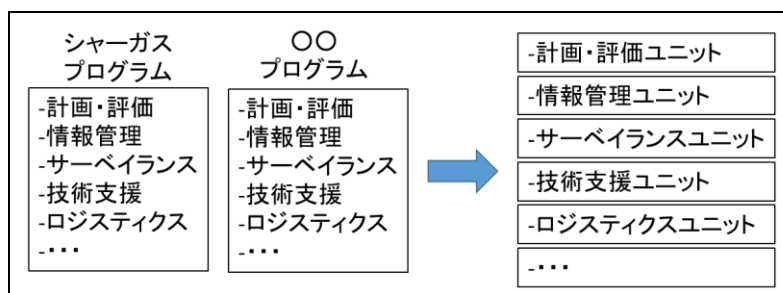 シャーガス
プログラム
-計画・評価
-情報管理
-サーベイランス
-技術支援
-ロジスティクス
-・・・
〇〇
プログラム
-計画・評価
-情報管理
-サーベイランス
-技術支援
-ロジスティクス
-・・・
-計画・評価ユニット
-情報管理ユニット
-サーベイランスユニット
-技術支援ユニット
-ロジスティクスユニット
-・・・